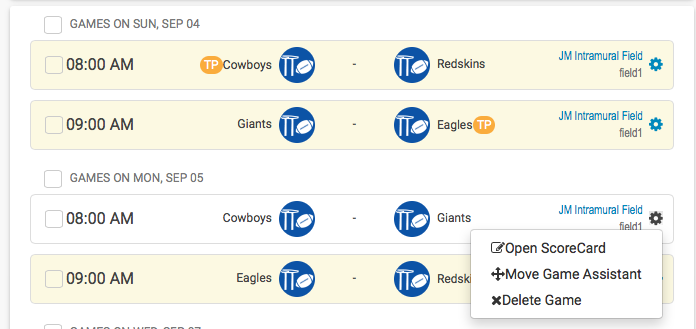 GAMES ON SUN, SEP 04
08:00 AM TP Cowboys - Redskins JM Intramural Field
field1
09:00 AM Giants - Eagles TP JM Intramural Field
field1
GAMES ON MON, SEP 05
08:00 AM Cowboys - Giants JM Intramural Field
field1
Open ScoreCard
Move Game Assistant
Delete Game
09:00 AM Eagles - Redski
GAMES ON WED, SEP 07